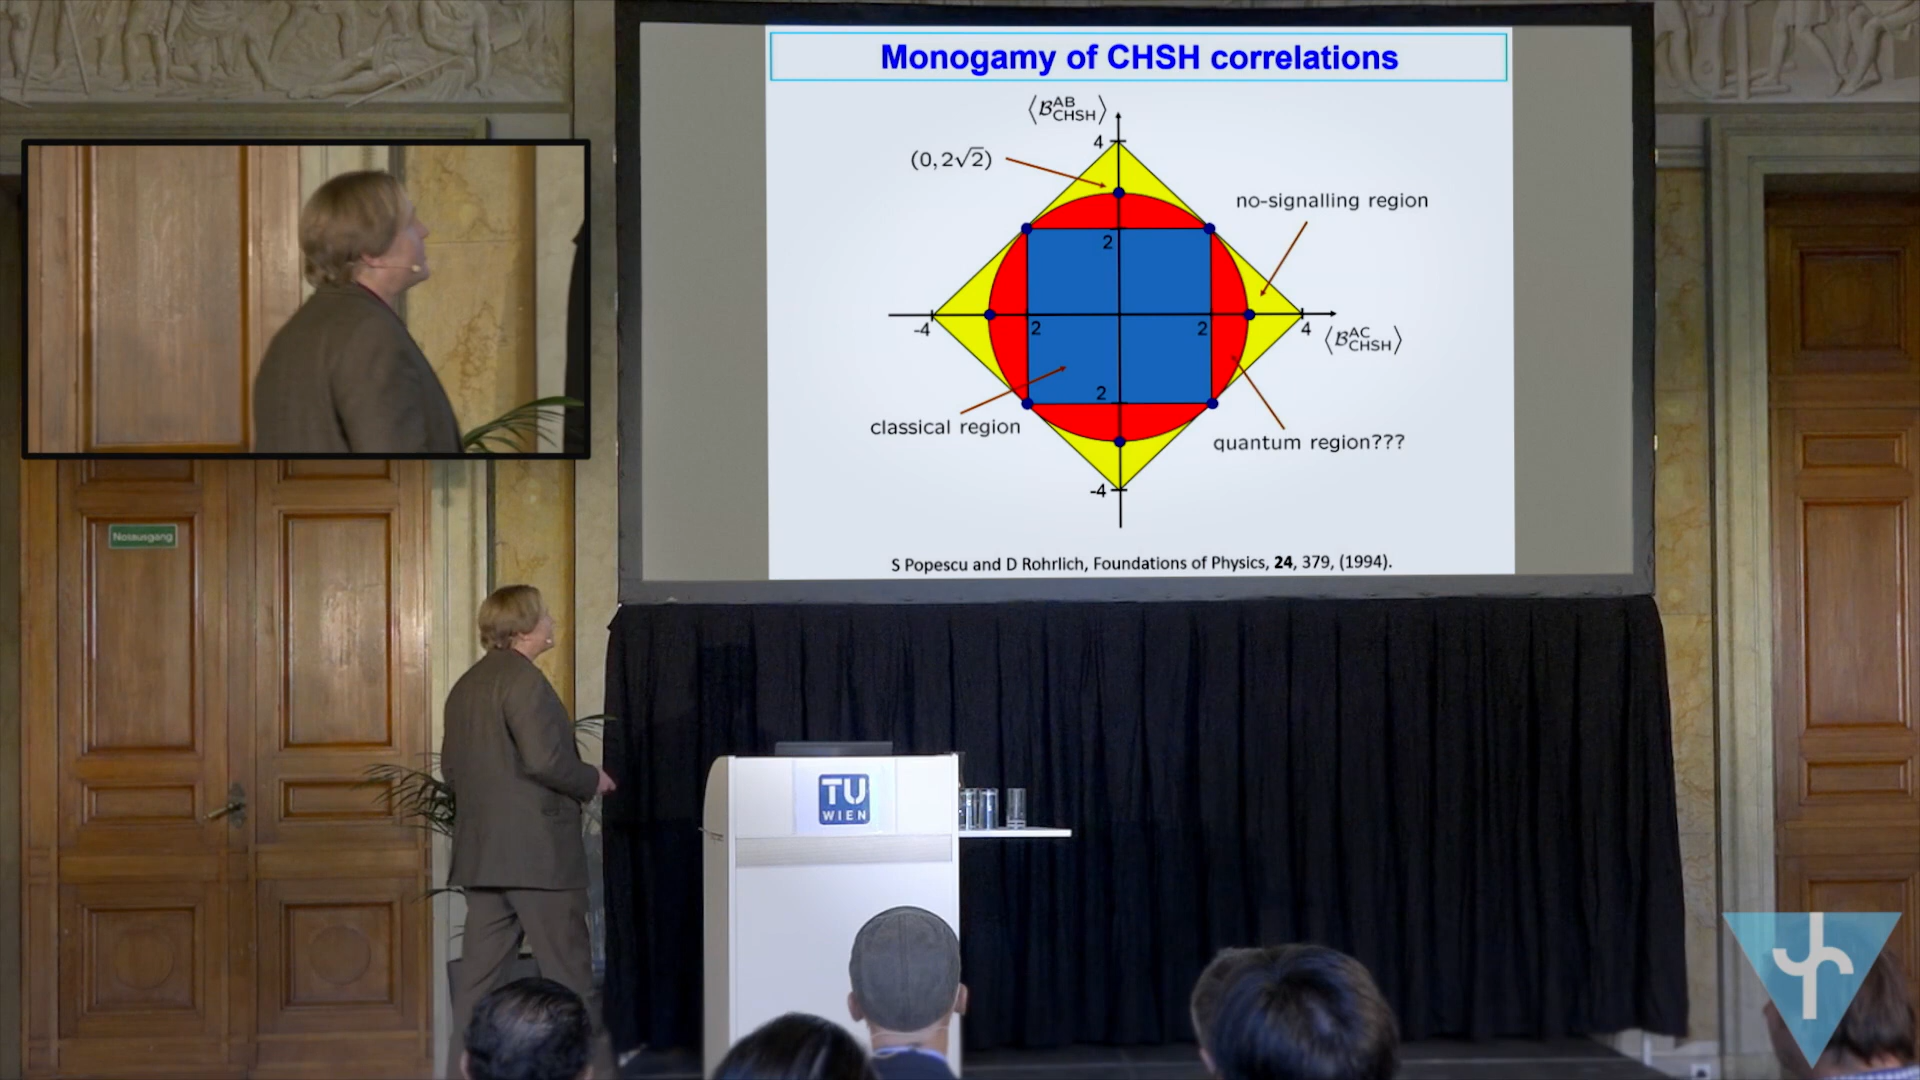 Monogamy of CHSH correlations
⟨ℬ^AB_CHSH⟩
4
(0, 2√2)
no-signalling region
2
-4
2
2
4
⟨ℬ^AC_CHSH⟩
2
classical region
quantum region???
-4
S Popescu and D Rohrlich, Foundations of Physics, 24, 379, (1994).
Notausgang
TU
WIEN